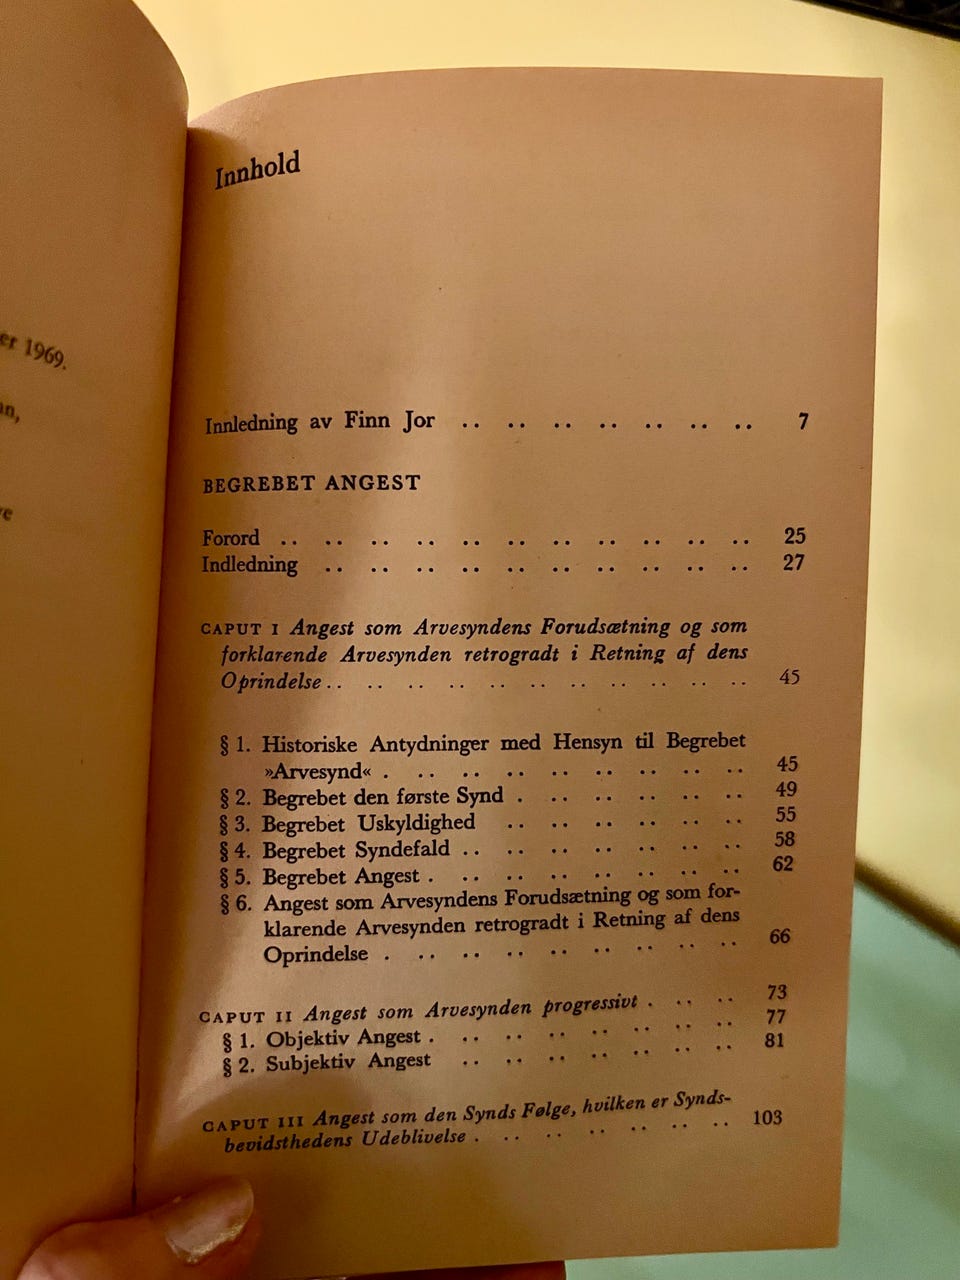 er 1969.
Innhold
Innledning av Finn Jor .. .. .. .. .. .. .. 7
BEGREBET ANGEST
Forord .. .. .. .. .. .. .. .. .. .. .. 25
Indledning .. .. .. .. .. .. .. .. .. .. 27
CAPUT I Angest som Arvesyndens Forudsætning og som
forklarende Arvesynden retrogradt i Retning af dens
Oprindelse .. .. .. .. .. .. .. .. .. .. .. 45
§ 1. Historiske Antydninger med Hensyn til Begrebet
»Arvesynd« . .. .. .. .. .. .. .. .. 45
§ 2. Begrebet den første Synd . .. .. .. .. .. 49
§ 3. Begrebet Uskyldighed .. .. .. .. .. .. 55
§ 4. Begrebet Syndefald .. .. .. .. .. .. .. 58
§ 5. Begrebet Angest . .. .. .. .. .. .. .. 62
§ 6. Angest som Arvesyndens Forudsætning og som for-
klarende Arvesynden retrogradt i Retning af dens
Oprindelse . .. .. .. .. .. .. .. .. 66
CAPUT II Angest som Arvesynden progressivt . .. .. 73
§ 1. Objektiv Angest . .. .. .. .. .. .. .. 77
§ 2. Subjektiv Angest .. .. .. .. .. .. .. 81
CAPUT III Angest som den Synds Følge, hvilken er Synds-
bevidsthedens Udeblivelse . .. .. .. .. .. .. 103